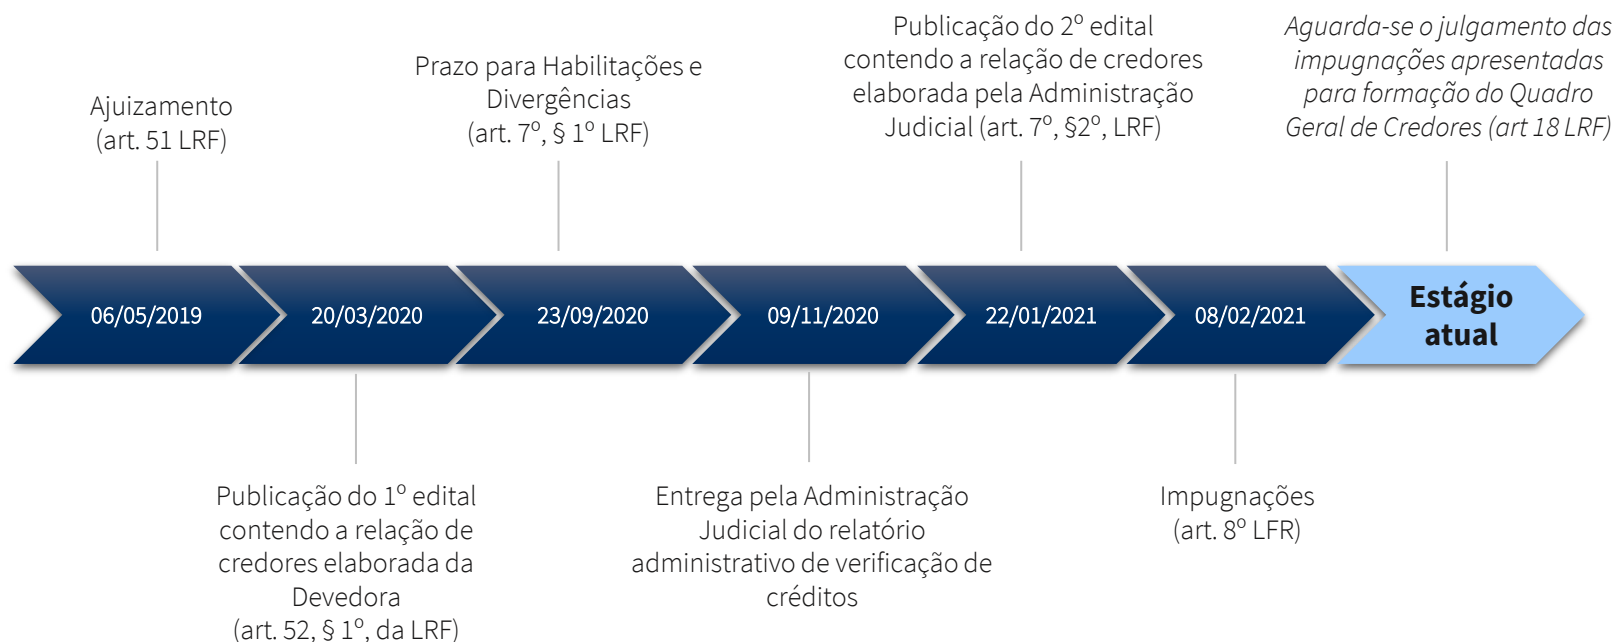 Ajuizamento
(art. 51 LRF)
Prazo para Habilitações e
Divergências
(art. 7º, § 1º LRF)
Publicação do 2º edital
contendo a relação de credores
elaborada pela Administração
Judicial (art. 7º, §2º, LRF)
Aguarda-se o julgamento das
impugnações apresentadas
para formação do Quadro
Geral de Credores (art 18 LRF)
06/05/2019
20/03/2020
23/09/2020
09/11/2020
22/01/2021
08/02/2021
Estágio
atual
Publicação do 1º edital
contendo a relação de
credores elaborada da
Devedora
(art. 52, § 1º, da LRF)
Entrega pela Administração
Judicial do relatório
administrativo de verificação de
créditos
Impugnações
(art. 8º LFR)